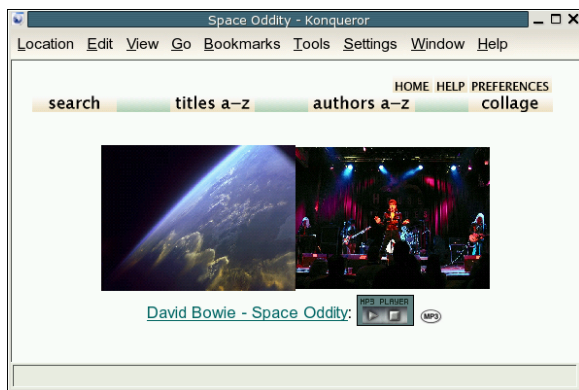 Space Oddity - Konqueror
Location Edit View Go Bookmarks Tools Settings Window Help
HOME HELP PREFERENCES
search titles a–z authors a–z collage
David Bowie - Space Oddity: MP3 PLAYER MP3